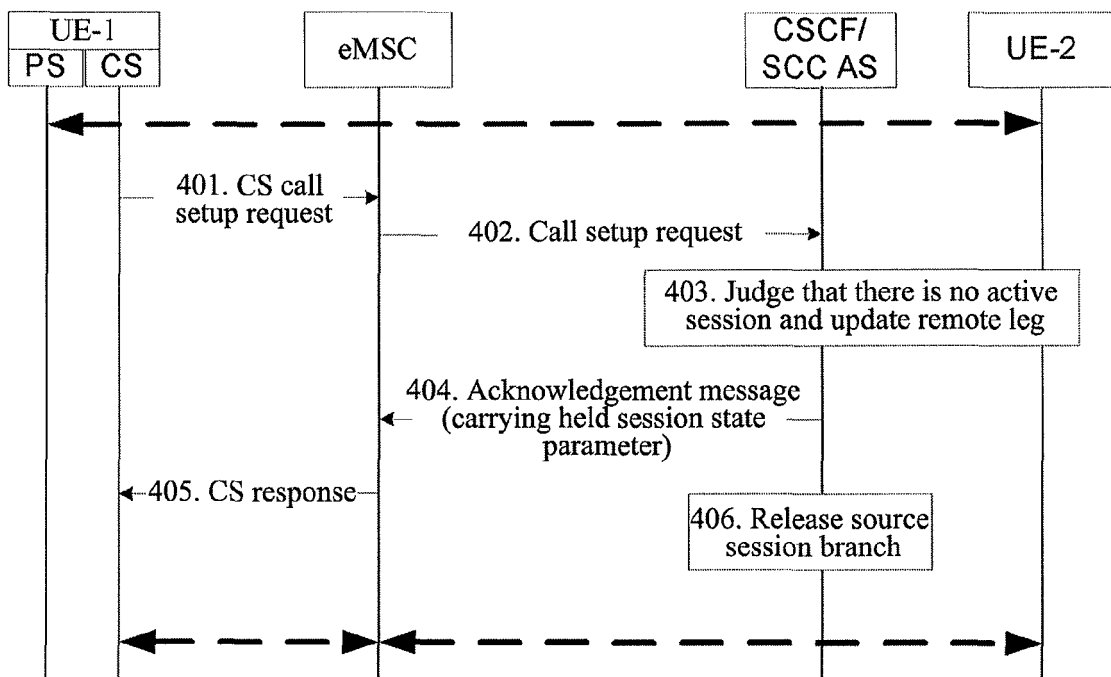 UE-1
PS CS
eMSC
CSCF/
SCC AS
UE-2
401. CS call
setup request
402. Call setup request
403. Judge that there is no active
session and update remote leg
404. Acknowledgement message
(carrying held session state
parameter)
405. CS response
406. Release source
session branch